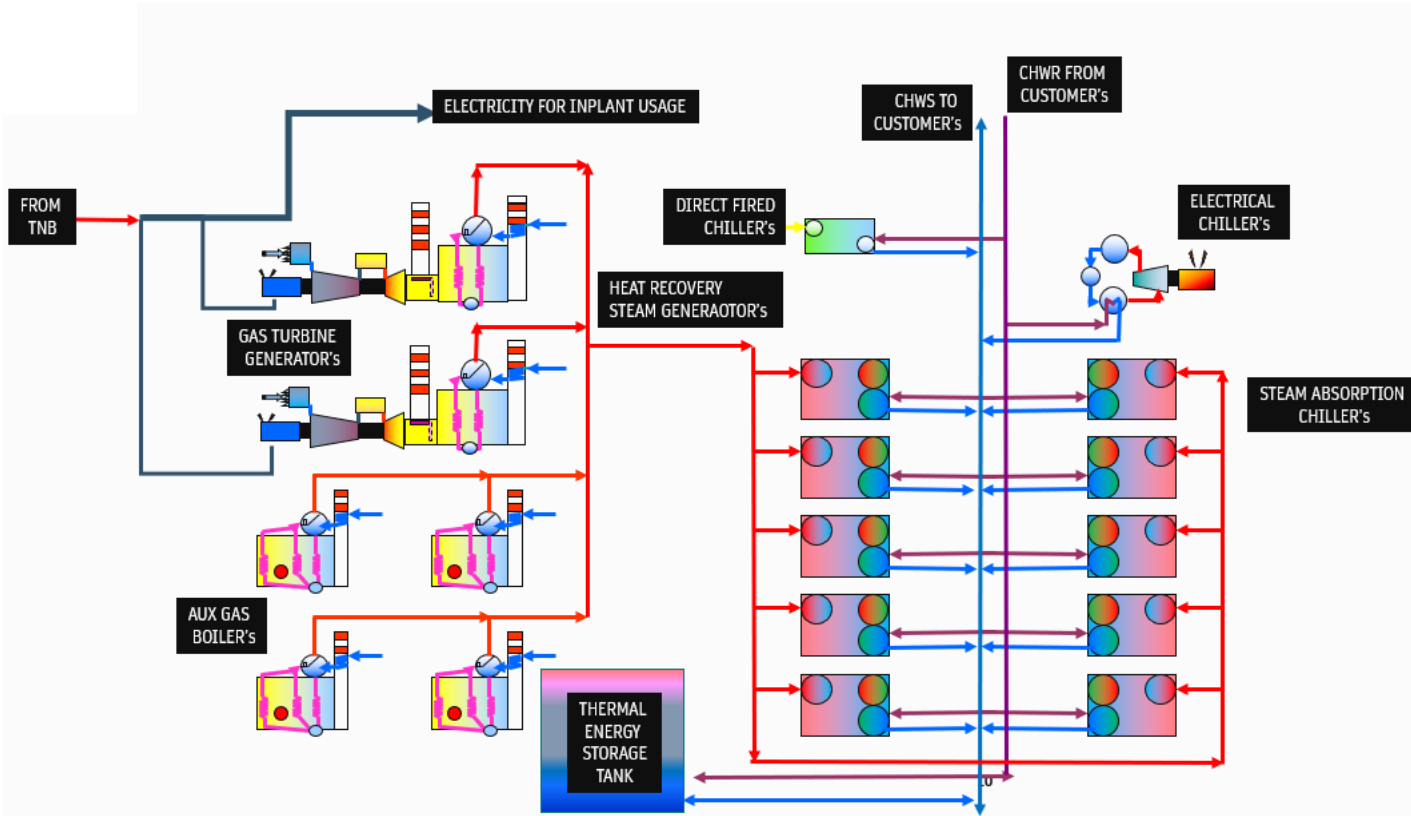 CHWR FROM
CUSTOMER's
CHWS TO
CUSTOMER's
ELECTRICITY FOR INPLANT USAGE
FROM
TNB
DIRECT FIRED
CHILLER's
ELECTRICAL
CHILLER's
HEAT RECOVERY
STEAM GENERAOTOR's
GAS TURBINE
GENERATOR's
STEAM ABSORPTION
CHILLER's
AUX GAS
BOILER's
THERMAL
ENERGY
STORAGE
TANK
10